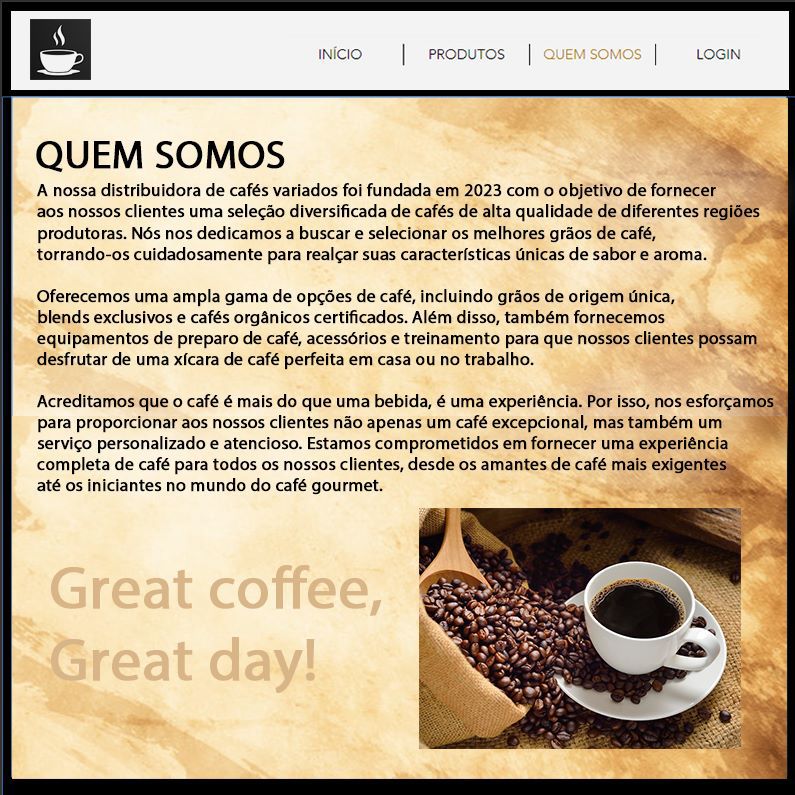 INÍCIO | PRODUTOS | QUEM SOMOS | LOGIN
QUEM SOMOS
A nossa distribuidora de cafés variados foi fundada em 2023 com o objetivo de fornecer
aos nossos clientes uma seleção diversificada de cafés de alta qualidade de diferentes regiões
produtoras. Nós nos dedicamos a buscar e selecionar os melhores grãos de café,
torrando-os cuidadosamente para realçar suas características únicas de sabor e aroma.
Oferecemos uma ampla gama de opções de café, incluindo grãos de origem única,
blends exclusivos e cafés orgânicos certificados. Além disso, também fornecemos
equipamentos de preparo de café, acessórios e treinamento para que nossos clientes possam
desfrutar de uma xícara de café perfeita em casa ou no trabalho.
Acreditamos que o café é mais do que uma bebida, é uma experiência. Por isso, nos esforçamos
para proporcionar aos nossos clientes não apenas um café excepcional, mas também um
serviço personalizado e atencioso. Estamos comprometidos em fornecer uma experiência
completa de café para todos os nossos clientes, desde os amantes de café mais exigentes
até os iniciantes no mundo do café gourmet.
Great coffee,
Great day!